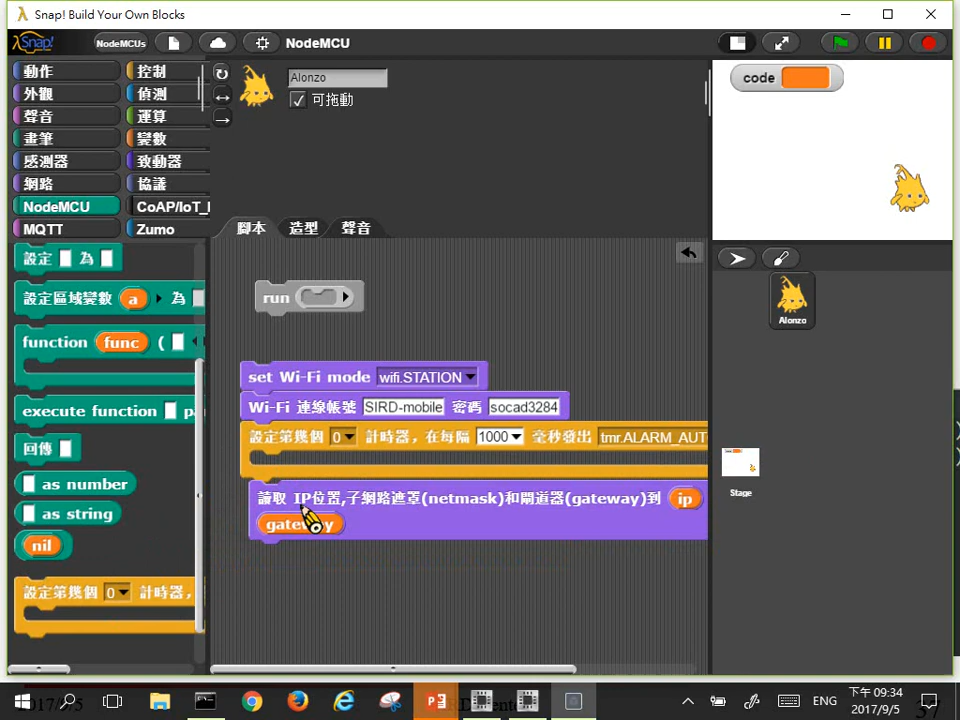 Snap! Build Your Own Blocks
Snap!
NodeMCUs
NodeMCU
動作
控制
外觀
偵測
聲音
運算
畫筆
變數
感測器
致動器
網路
協議
NodeMCU
CoAP/IoT_
MQTT
Zumo
Alonzo
可拖動
腳本
造型
聲音
code
設定 為
設定區域變數 a 為
function func (
execute function
回傳
as number
as string
nil
設定第幾個 0 計時器,
run
set Wi-Fi mode wifi.STATION
Wi-Fi 連線帳號 SIRD-mobile 密碼 socad3284
設定第幾個 0 計時器，在每隔 1000 毫秒發出 tmr.ALARM_AUT
讀取 IP位置,子網路遮罩(netmask)和閘道器(gateway)到 ip
gateway
Alonzo
Stage
ENG
下午 09:34
2017/9/5
2017/9/5
37